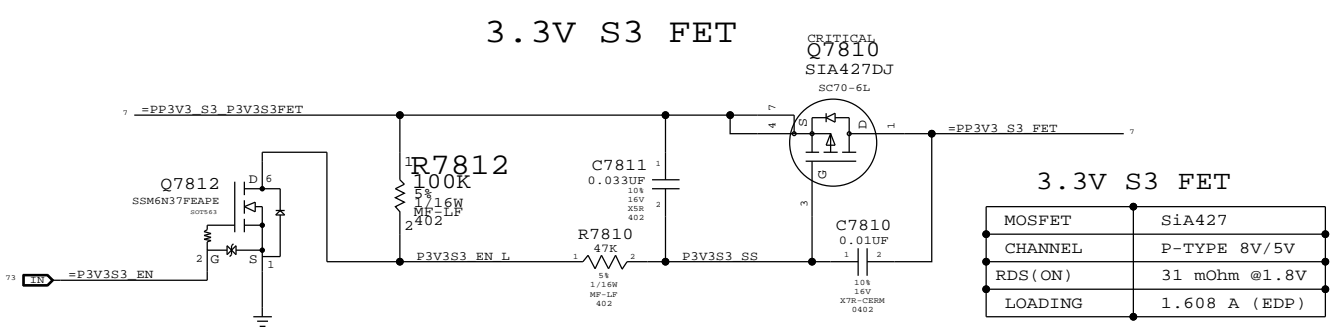 3.3V S3 FET
CRITICAL
Q7810
SIA427DJ
SC70-6L
7
=PP3V3_S3_P3V3S3FET
7
4
S
D
1
G
3
=PP3V3_S3_FET
7
Q7812
SSM6N37FEAPE
SOT563
D
6
2
G
S
1
73
IN
=P3V3S3_EN
1
R7812
100K
5%
1/16W
MF-LF
402
2
P3V3S3_EN_L
R7810
47K
1
2
5%
1/16W
MF-LF
402
C7811
0.033UF
10%
16V
X5R
402
1
2
P3V3S3_SS
C7810
0.01UF
1
2
10%
16V
X7R-CERM
0402
3.3V S3 FET
MOSFET SiA427
CHANNEL P-TYPE 8V/5V
RDS(ON) 31 mOhm @1.8V
LOADING 1.608 A (EDP)